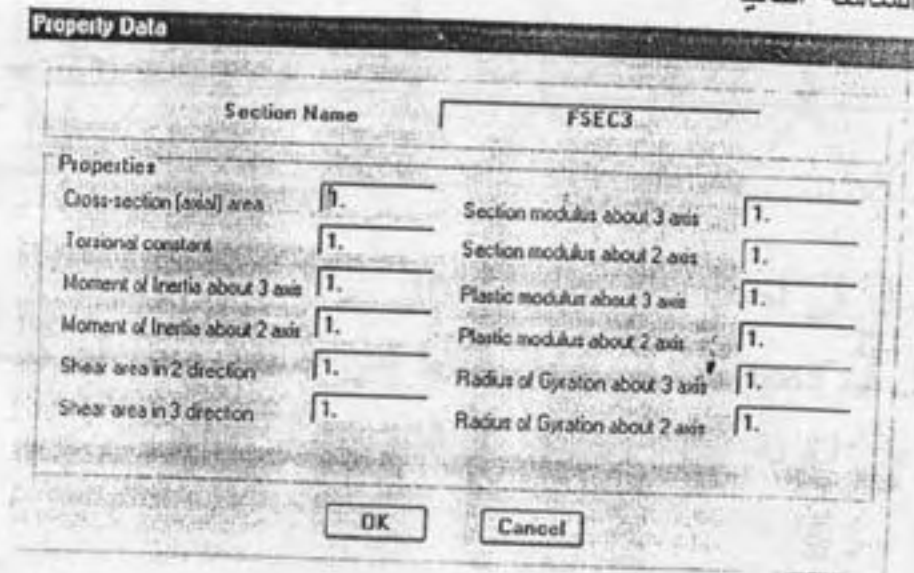 Property Data
Section Name
FSEC3
Properties
Cross-section (axial) area 1.
Torsional constant 1.
Moment of Inertia about 3 axis 1.
Moment of Inertia about 2 axis 1.
Shear area in 2 direction 1.
Shear area in 3 direction 1.
Section modulus about 3 axis 1.
Section modulus about 2 axis 1.
Plastic modulus about 3 axis 1.
Plastic modulus about 2 axis 1.
Radius of Gyration about 3 axis 1.
Radius of Gyration about 2 axis 1.
OK
Cancel